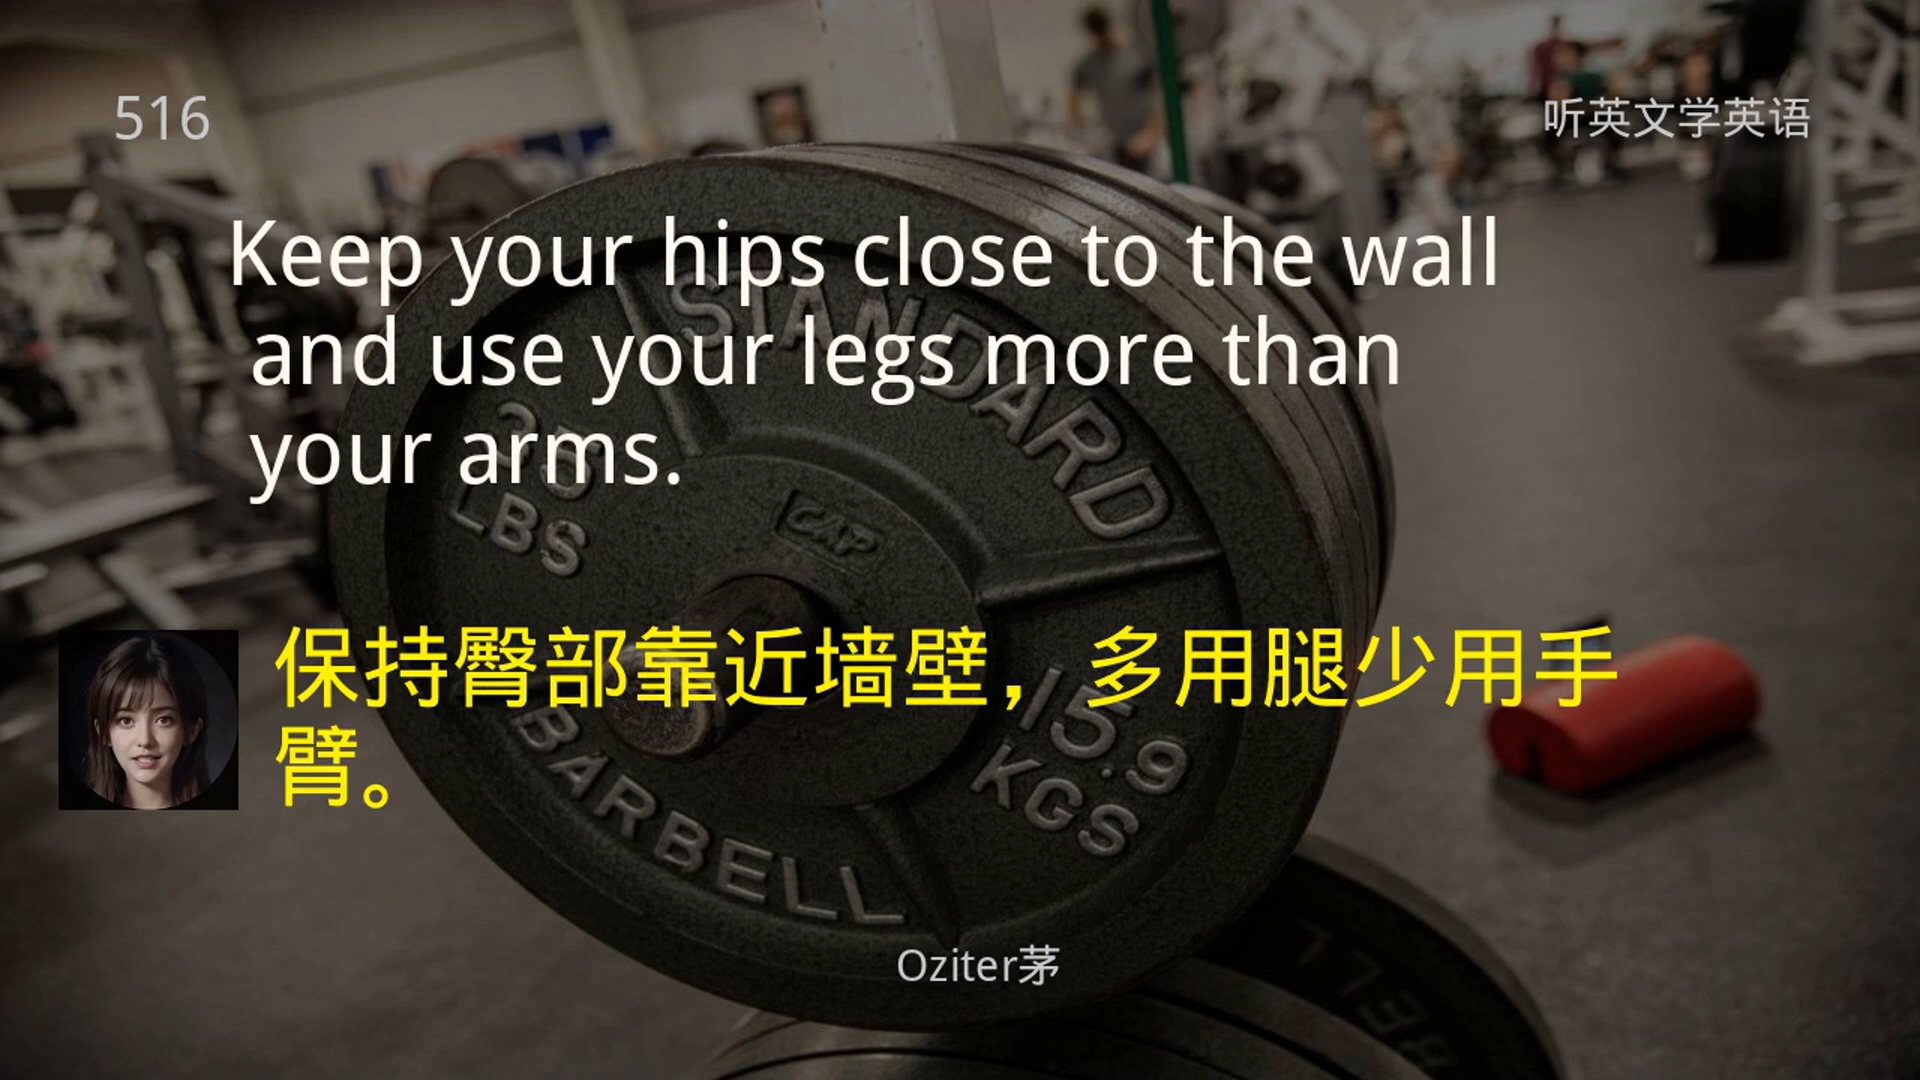 516
听英文学英语
Keep your hips close to the wall
and use your legs more than
your arms.
STANDARD
35
LBS
CAP
保持臀部靠近墙壁，多用腿少用手
臂。
15.9
KGS
BARBELL
Oziter茅